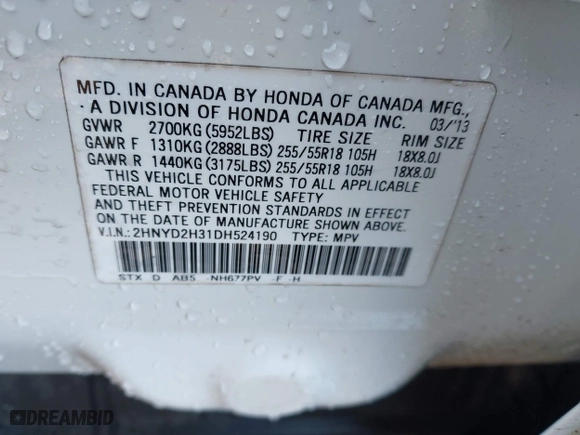 MFD. IN CANADA BY HONDA OF CANADA MFG.,
A DIVISION OF HONDA CANADA INC. 03/'13
GVWR 2700KG (5952LBS) TIRE SIZE RIM SIZE
GAWR F 1310KG (2888LBS) 255/55R18 105H 18X8.0J
GAWR R 1440KG (3175LBS) 255/55R18 105H 18X8.0J
THIS VEHICLE CONFORMS TO ALL APPLICABLE
FEDERAL MOTOR VEHICLE SAFETY
AND THEFT PREVENTION STANDARDS IN EFFECT
ON THE DATE OF MANUFACTURE SHOWN ABOVE.
V.I.N.: 2HNYD2H31DH524190 TYPE: MPV
STX D AB5 -NH677PV -F -H
DREAMBID